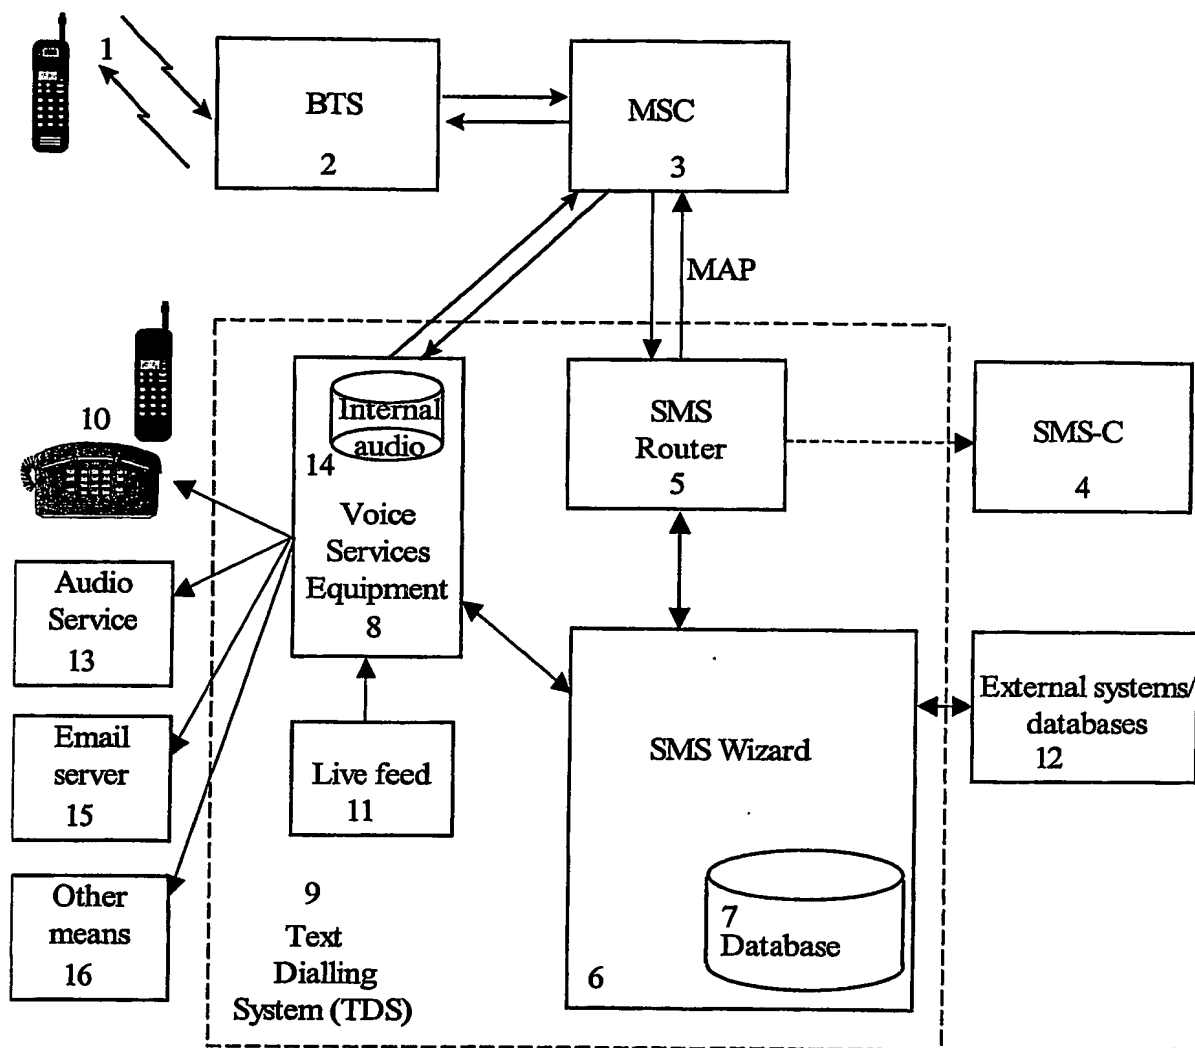 1
BTS
2
MSC
3
MAP
10
Internal
audio
14
Voice
Services
Equipment
8
SMS
Router
5
SMS-C
4
Audio
Service
13
Email
server
15
Other
means
16
Live feed
11
SMS Wizard
7
Database
6
External systems/
databases
12
9
Text
Dialling
System (TDS)